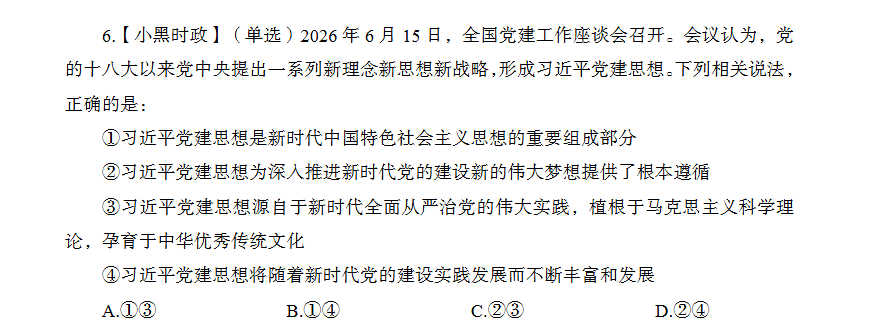 6.【小黑时政】（单选）2026 年 6 月 15 日，全国党建工作座谈会召开。会议认为，党
的十八大以来党中央提出一系列新理念新思想新战略，形成习近平党建思想。下列相关说法，
正确的是：
①习近平党建思想是新时代中国特色社会主义思想的重要组成部分
②习近平党建思想为深入推进新时代党的建设新的伟大梦想提供了根本遵循
③习近平党建思想源自于新时代全面从严治党的伟大实践，植根于马克思主义科学理
论，孕育于中华优秀传统文化
④习近平党建思想将随着新时代党的建设实践发展而不断丰富和发展
A.①③ B.①④ C.②③ D.②④